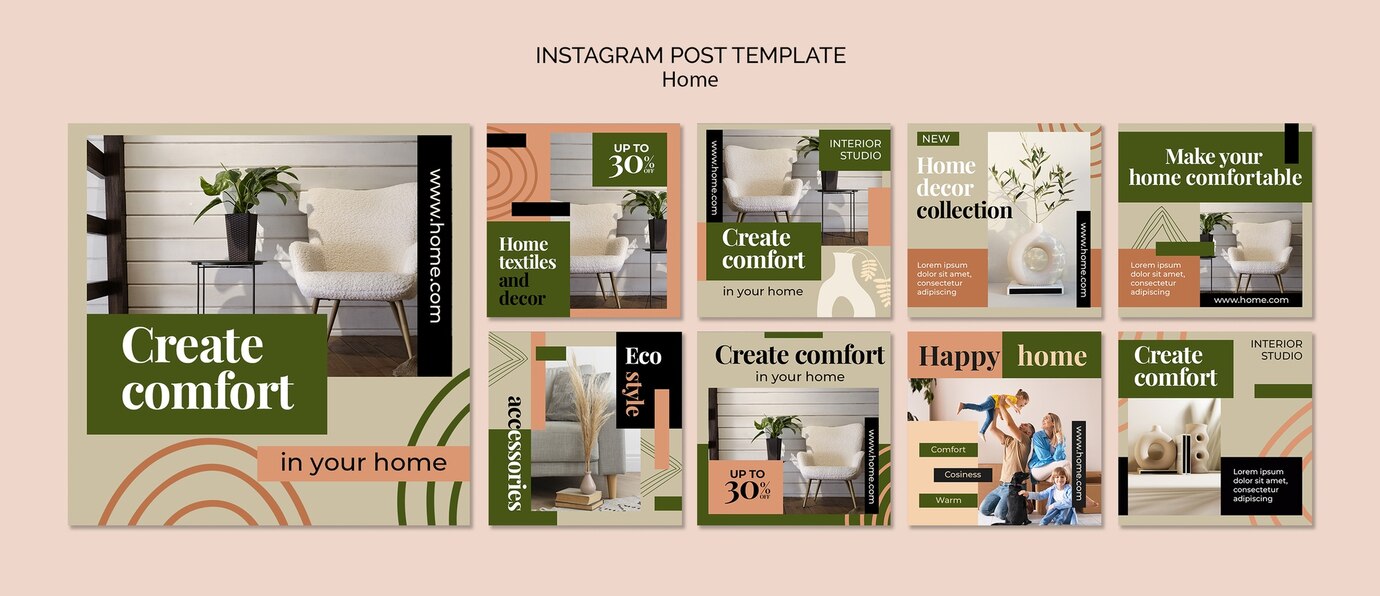 INSTAGRAM POST TEMPLATE
Home
www.home.com
Create
comfort
in your home
UP TO
30%
OFF
Home
textiles
and
decor
www.home.com
INTERIOR
STUDIO
Create
comfort
in your home
NEW
Home
decor
collection
www.home.com
Lorem ipsum
dolor sit amet,
consectetur
adipiscing
Make your
home comfortable
Lorem ipsum
dolor sit amet,
consectetur
adipiscing
www.home.com
Eco
style
accessories
Create comfort
in your home
www.home.com
UP TO
30%
OFF
Happy home
Comfort
Cosiness
Warm
www.home.com
Create
comfort
INTERIOR
STUDIO
Lorem ipsum
dolor sit amet,
consectetur
adipiscing